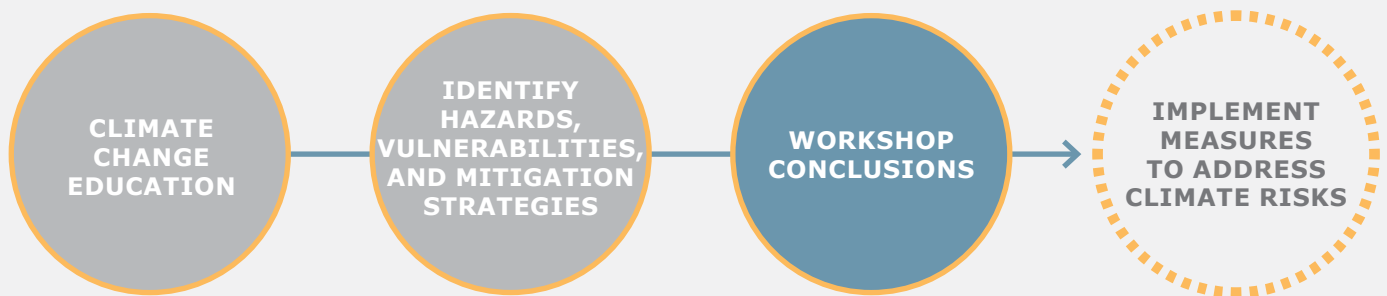 CLIMATE
CHANGE
EDUCATION
IDENTIFY
HAZARDS,
VULNERABILITIES,
AND MITIGATION
STRATEGIES
WORKSHOP
CONCLUSIONS
IMPLEMENT
MEASURES
TO ADDRESS
CLIMATE RISKS